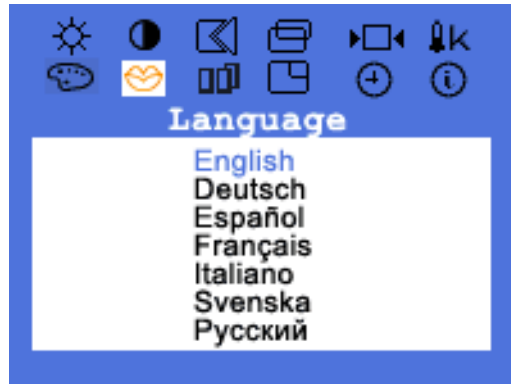 K
Language
English
Deutsch
Español
Français
Italiano
Svenska
Русский